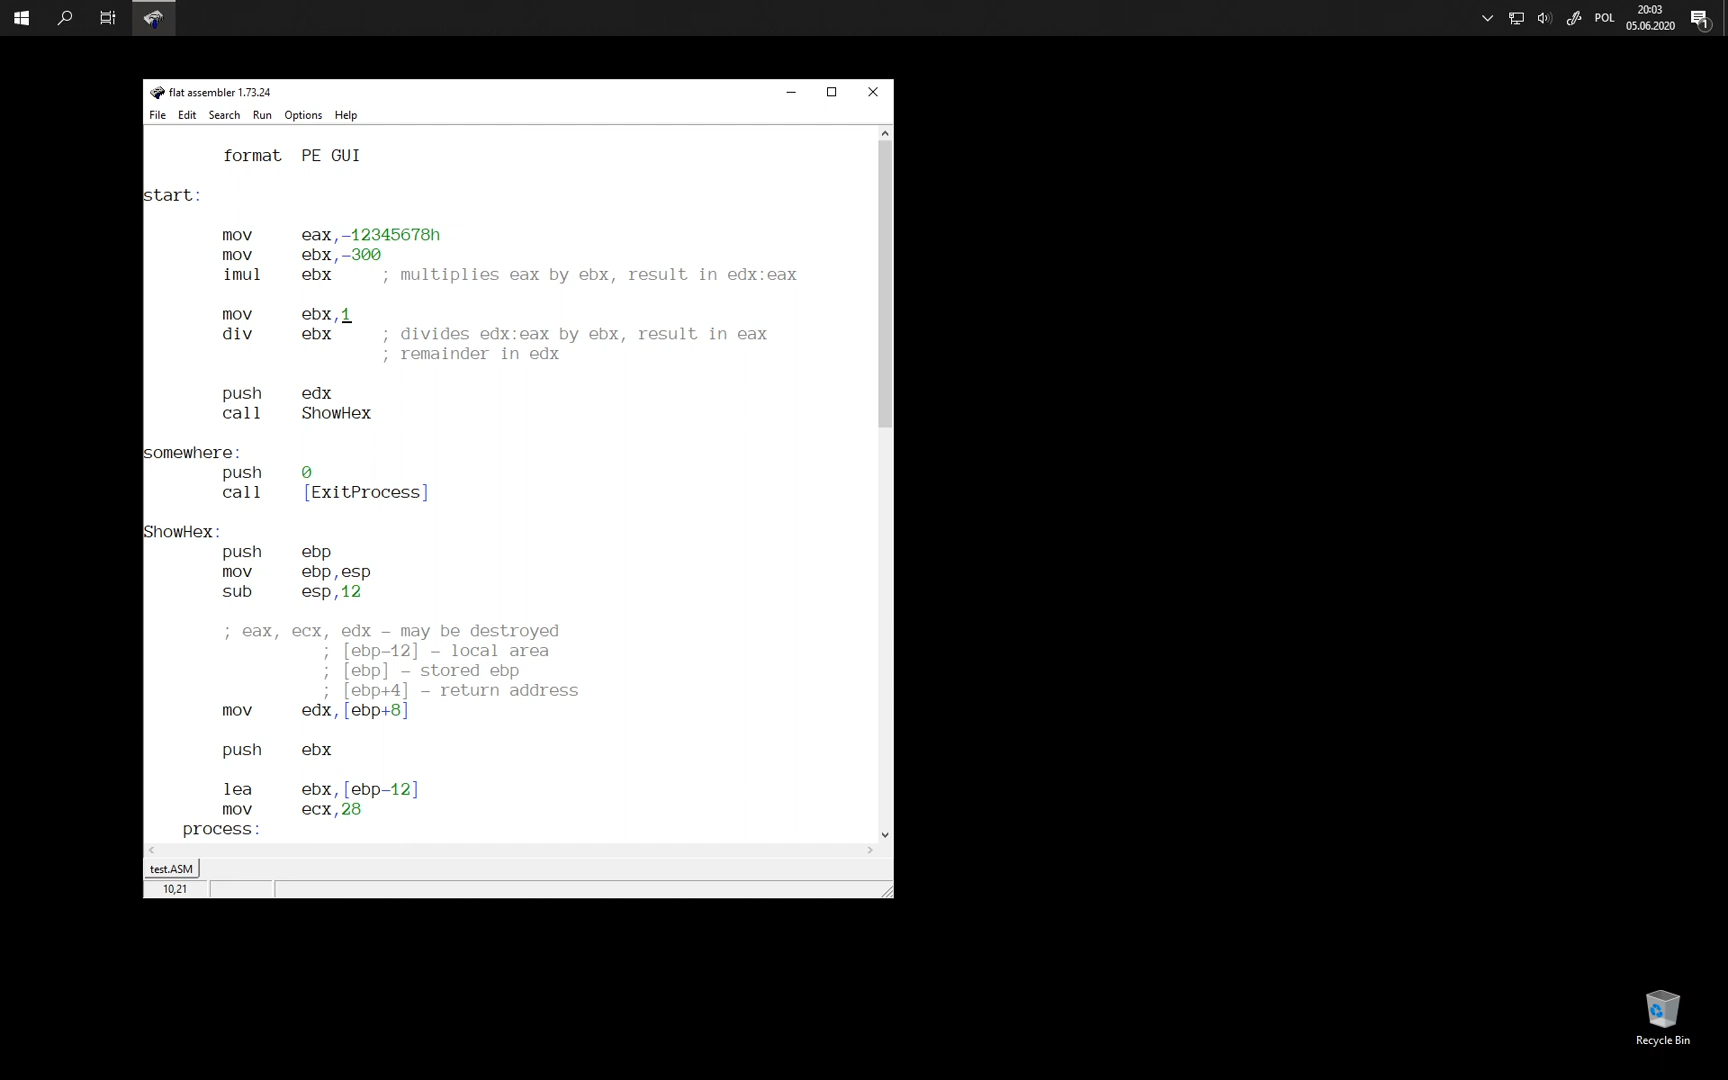 POL
20:03
05.06.2020
1
flat assembler 1.73.24
File Edit Search Run Options Help
format PE GUI
start:
mov eax,-12345678h
mov ebx,-300
imul ebx ; multiplies eax by ebx, result in edx:eax
mov ebx,1
div ebx ; divides edx:eax by ebx, result in eax
; remainder in edx
push edx
call ShowHex
somewhere:
push 0
call [ExitProcess]
ShowHex:
push ebp
mov ebp,esp
sub esp,12
; eax, ecx, edx - may be destroyed
; [ebp-12] - local area
; [ebp] - stored ebp
; [ebp+4] - return address
mov edx,[ebp+8]
push ebx
lea ebx,[ebp-12]
mov ecx,28
process:
test.ASM
10,21
Recycle Bin